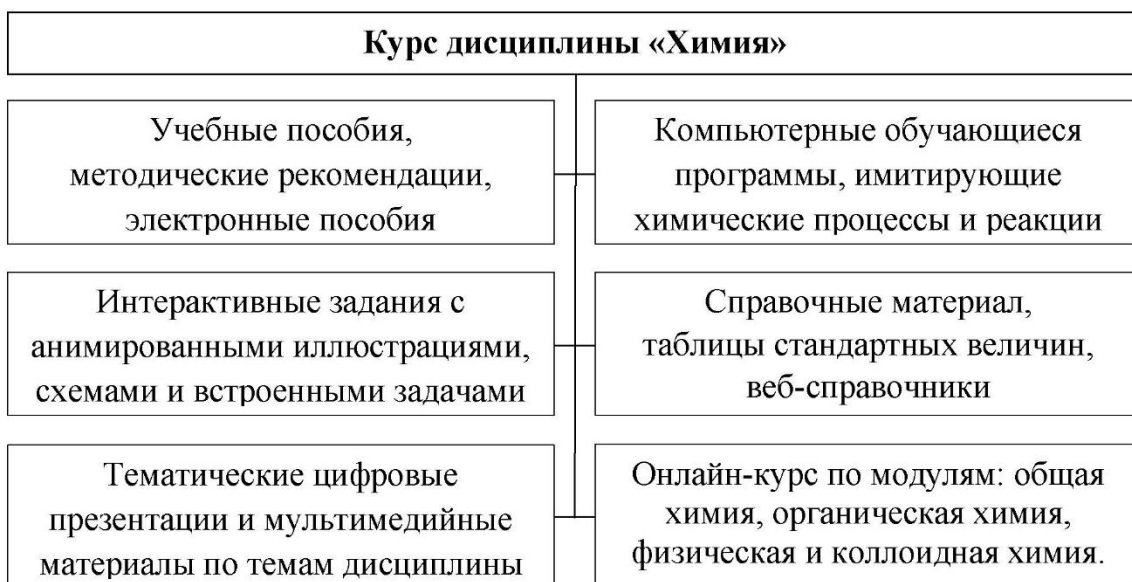 Курс дисциплины «Химия»
Учебные пособия,
методические рекомендации,
электронные пособия
Компьютерные обучающиеся
программы, имитирующие
химические процессы и реакции
Интерактивные задания с
анимированными иллюстрациями,
схемами и встроенными задачами
Справочные материал,
таблицы стандартных величин,
веб-справочники
Тематические цифровые
презентации и мультимедийные
материалы по темам дисциплины
Онлайн-курс по модулям: общая
химия, органическая химия,
физическая и коллоидная химия.